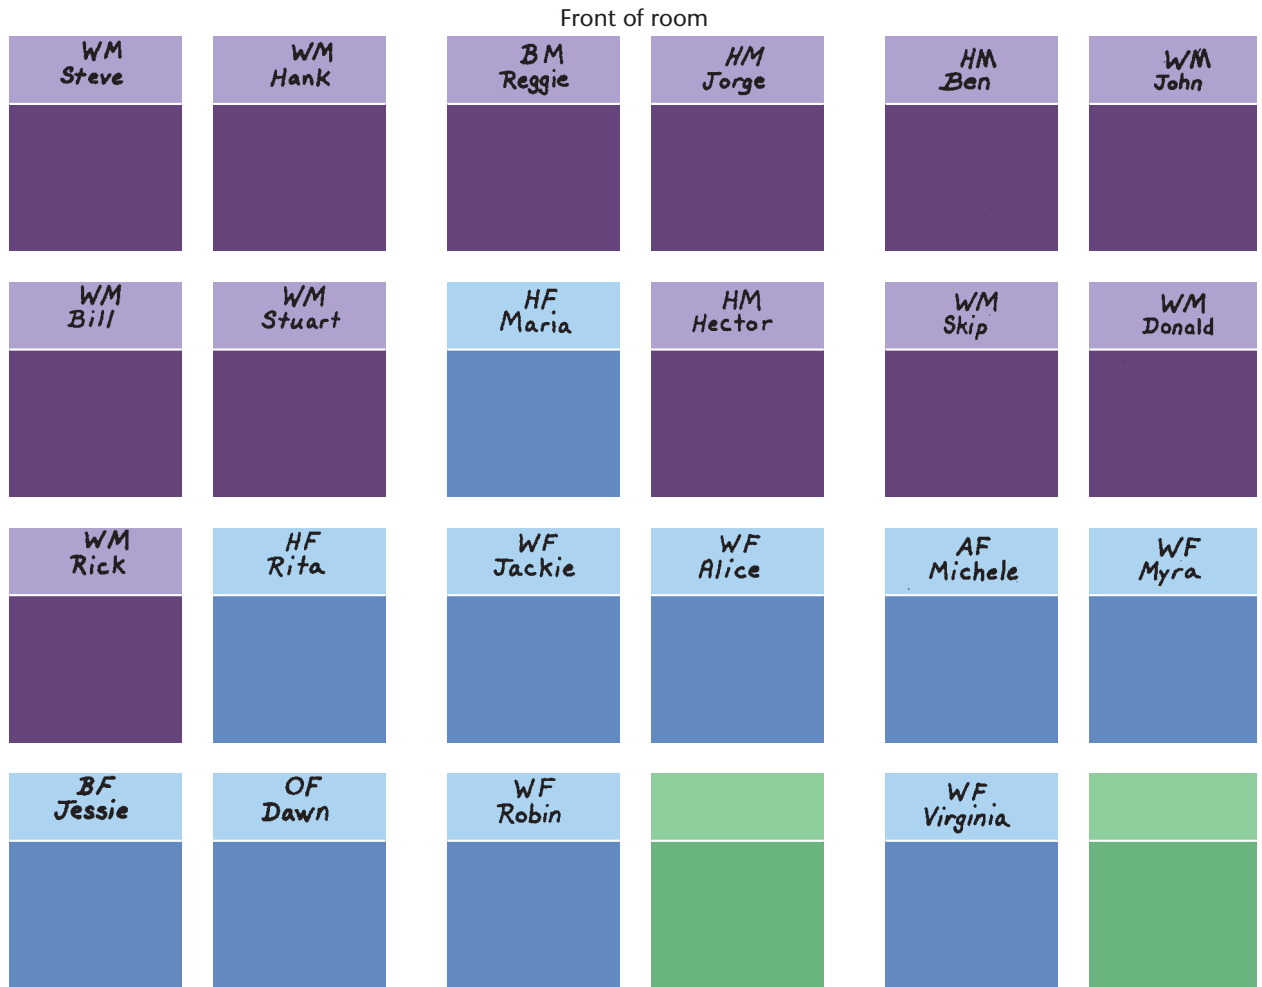 Front of room
WM
Steve
WM
Hank
BM
Reggie
HM
Jorge
HM
Ben
WM
John
WM
Bill
WM
Stuart
HF
Maria
HM
Hector
WM
Skip
WM
Donald
WM
Rick
HF
Rita
WF
Jackie
WF
Alice
AF
Michele
WF
Myra
BF
Jessie
OF
Dawn
WF
Robin
WF
Virginia